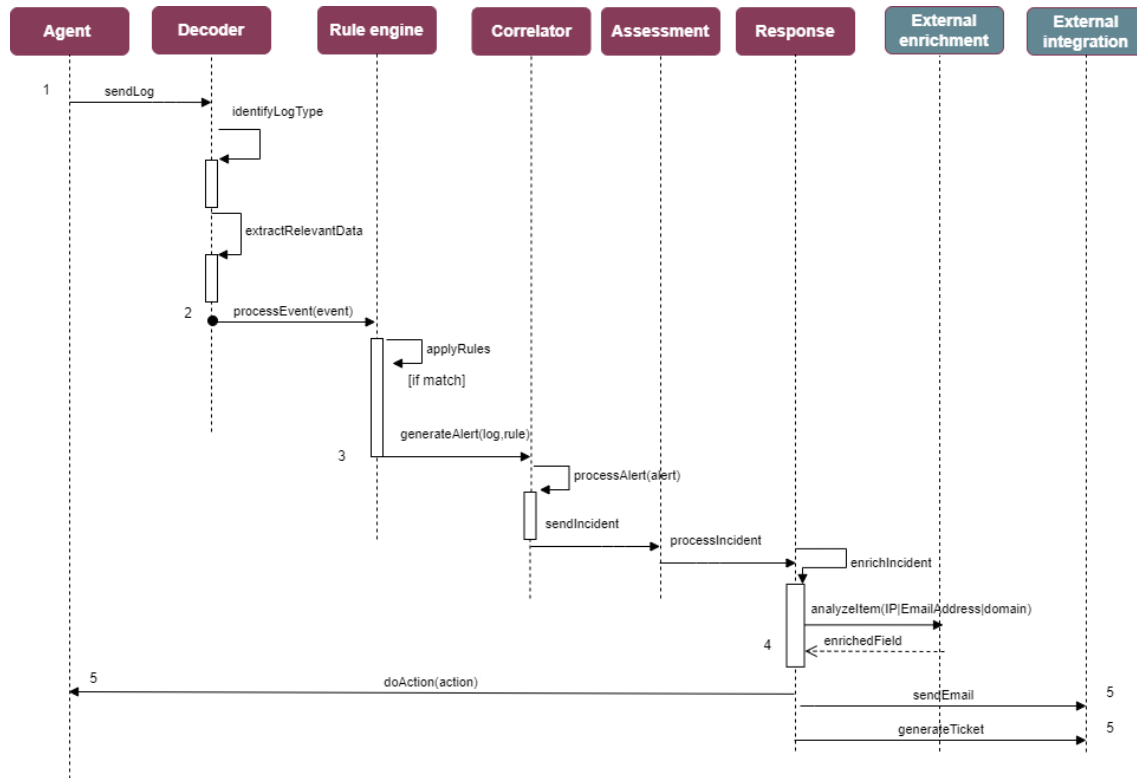 Agent
Decoder
Rule engine
Correlator
Assessment
Response
External
enrichment
External
integration
1
sendLog
identifyLogType
extractRelevantData
2
processEvent(event)
applyRules
[if match]
generateAlert(log,rule)
3
processAlert(alert)
sendIncident
processIncident
enrichIncident
analyzeItem(IP|EmailAddress|domain)
4
enrichedField
5
doAction(action)
sendEmail
5
generateTicket
5